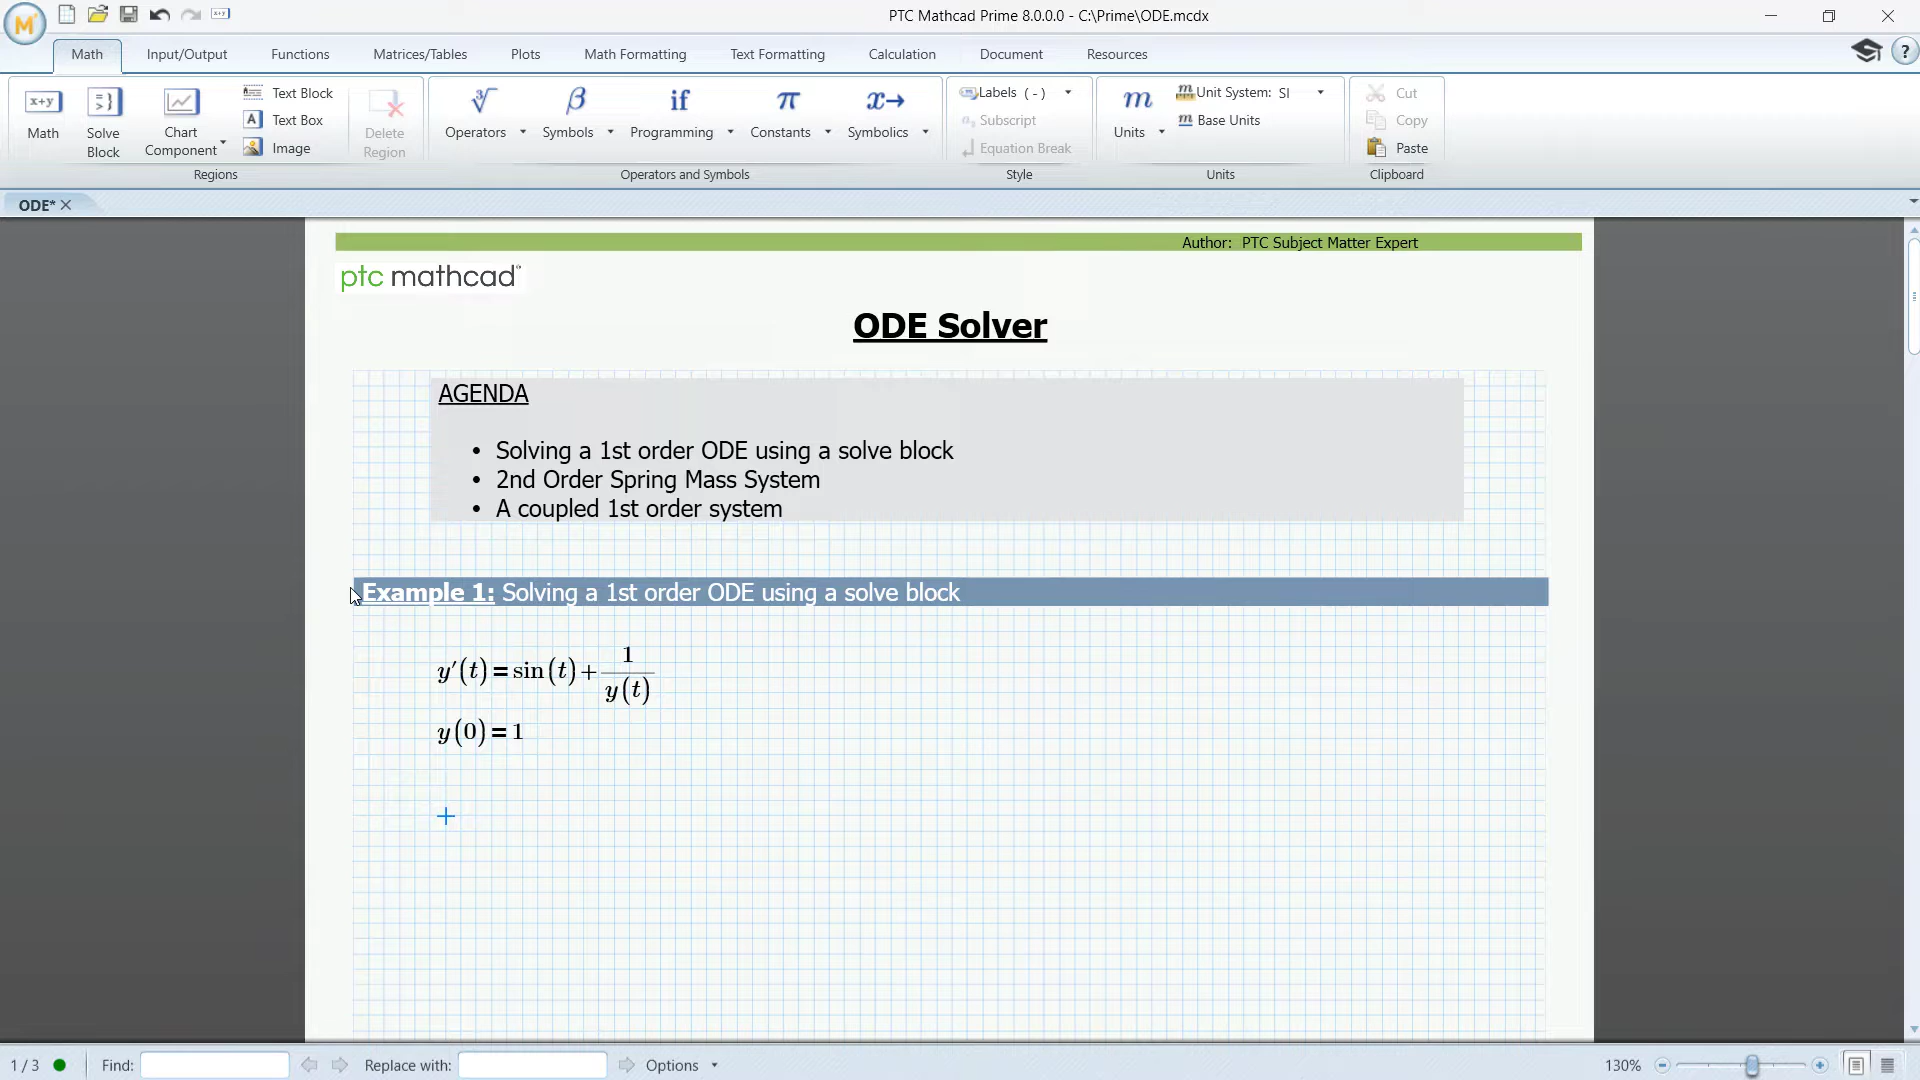 PTC Mathcad Prime 8.0.0.0 - C:\Prime\ODE.mcdx
Math Input/Output Functions Matrices/Tables Plots Math Formatting Text Formatting Calculation Document Resources
Math
Solve Block
Chart Component
Text Block
Text Box
Image
Delete Region
Regions
Operators
Symbols
if
Programming
π
Constants
Symbolics
β
x→
Operators and Symbols
Labels ( - )
Subscript
Equation Break
Style
m
Units
Unit System: SI
Base Units
Units
Cut
Copy
Paste
Clipboard
ODE*
Author: PTC Subject Matter Expert
ptc mathcad®
ODE Solver
AGENDA
• Solving a 1st order ODE using a solve block
• 2nd Order Spring Mass System
• A coupled 1st order system
Example 1: Solving a 1st order ODE using a solve block
y′(t)=sin(t)+1/y(t)
y(0)=1
1 / 3 Find: Replace with: Options 130%